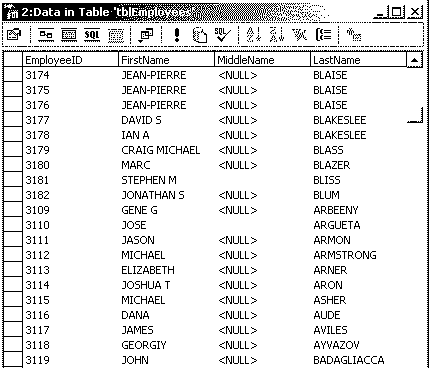 2:Data in Table 'tblEmployees'
SQL SQL
EmployeeID FirstName MiddleName LastName
3174 JEAN-PIERRE <NULL> BLAISE
3175 JEAN-PIERRE <NULL> BLAISE
3176 JEAN-PIERRE <NULL> BLAISE
3177 DAVID S <NULL> BLAKESLEE
3178 IAN A <NULL> BLAKESLEE
3179 CRAIG MICHAEL <NULL> BLASS
3180 MARC <NULL> BLAZER
3181 STEPHEN M BLISS
3182 JONATHAN S <NULL> BLUM
3109 GENE G <NULL> ARBEENY
3110 JOSE ARGUETA
3111 JASON <NULL> ARMON
3112 MICHAEL <NULL> ARMSTRONG
3113 ELIZABETH <NULL> ARNER
3114 JOSHUA T <NULL> ARON
3115 MICHAEL <NULL> ASHER
3116 DANA <NULL> AUDE
3117 JAMES <NULL> AVILES
3118 GEORGIY <NULL> AYVAZOV
3119 JOHN <NULL> BADAGLIACCA